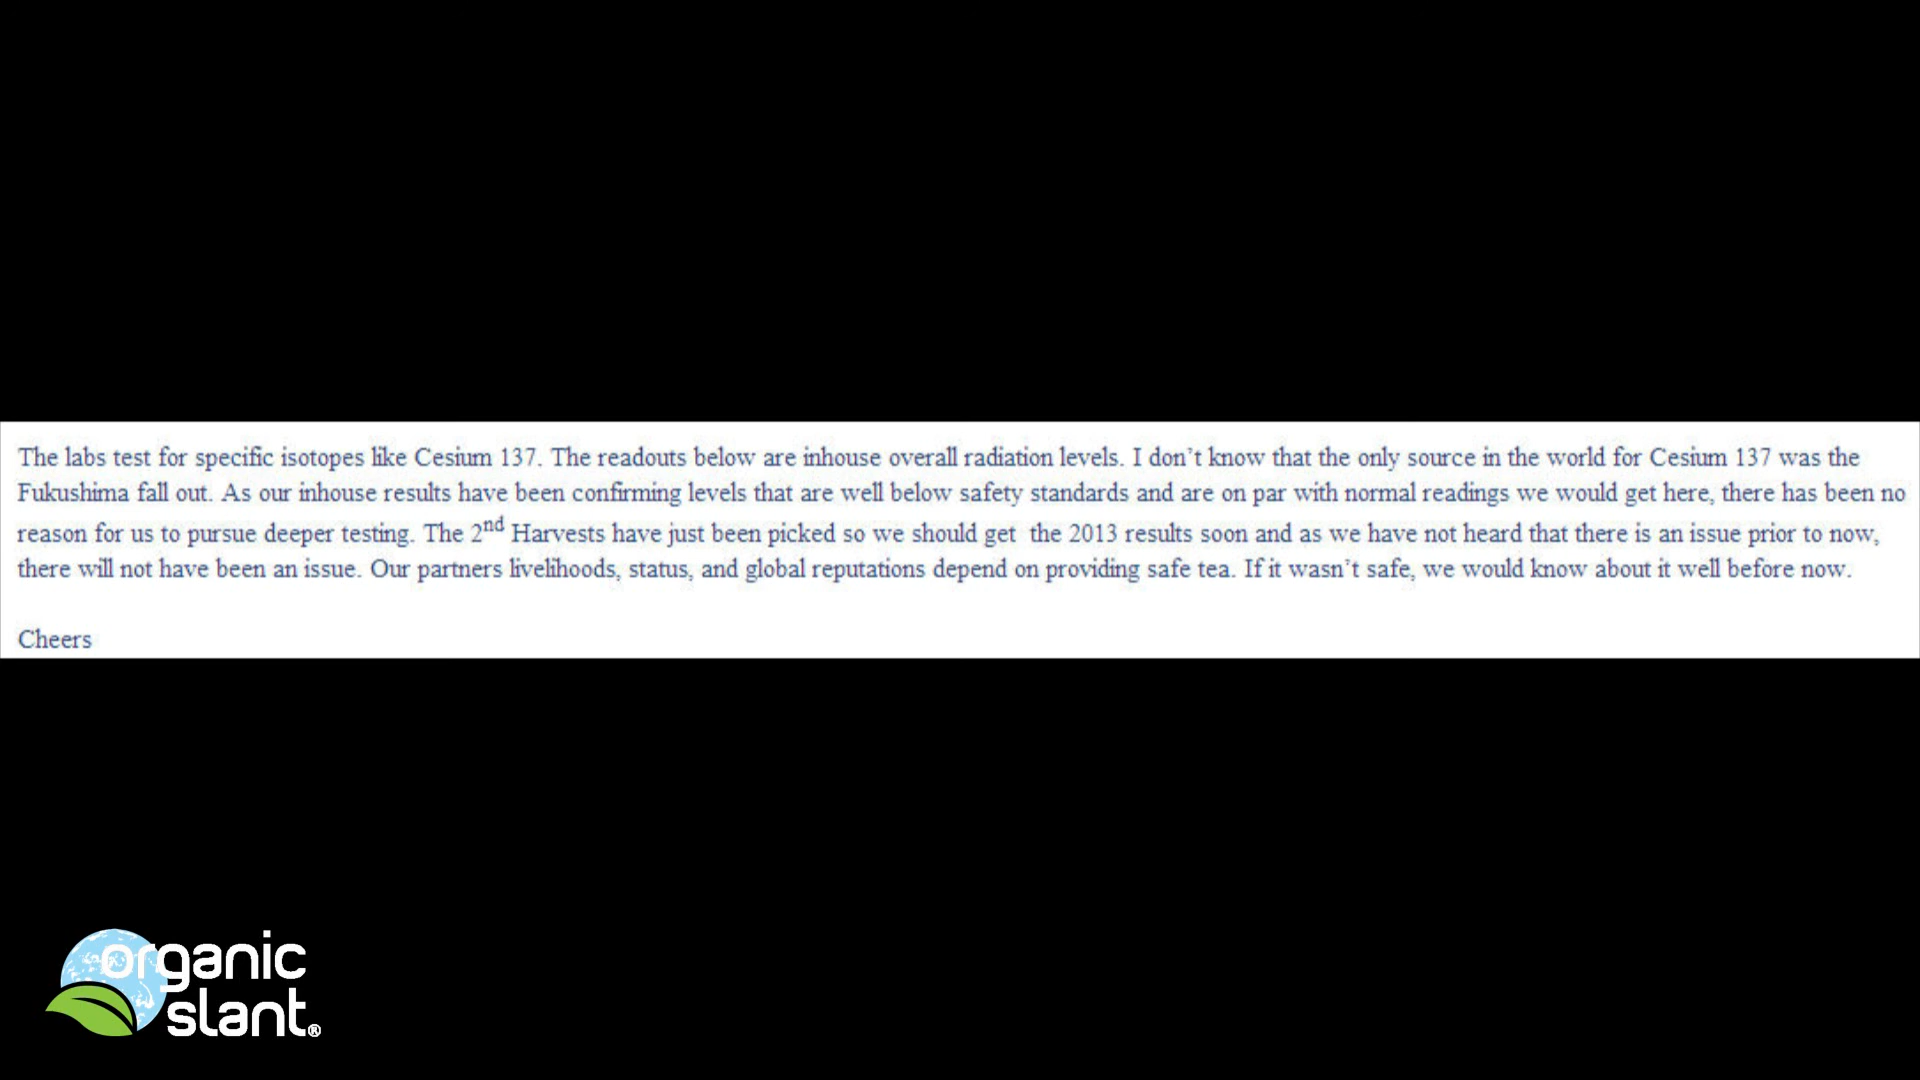 The labs test for specific isotopes like Cesium 137. The readouts below are inhouse overall radiation levels. I don't know that the only source in the world for Cesium 137 was the
Fukushima fall out. As our inhouse results have been confirming levels that are well below safety standards and are on par with normal readings we would get here, there has been no
reason for us to pursue deeper testing. The 2nd Harvests have just been picked so we should get  the 2013 results soon and as we have not heard that there is an issue prior to now,
there will not have been an issue. Our partners livelihoods, status, and global reputations depend on providing safe tea. If it wasn't safe, we would know about it well before now.
Cheers
organic
slant®